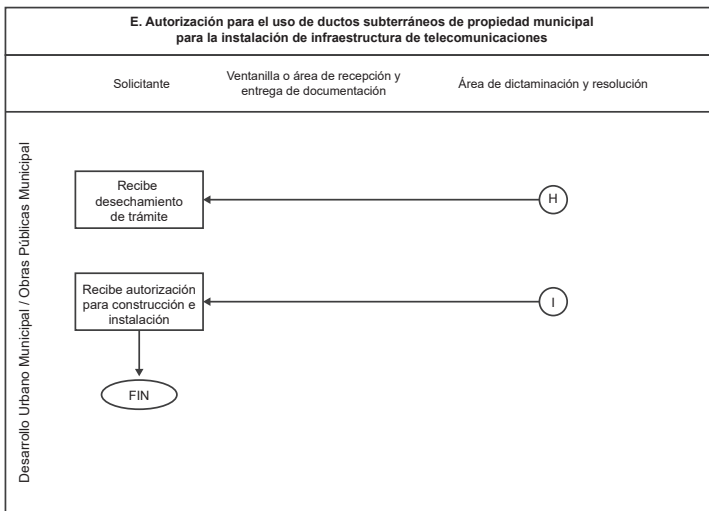 E. Autorización para el uso de ductos subterráneos de propiedad municipal
para la instalación de infraestructura de telecomunicaciones
Solicitante
Ventanilla o área de recepción y
entrega de documentación
Área de dictaminación y resolución
Desarrollo Urbano Municipal / Obras Públicas Municipal
Recibe
desechamiento
de trámite
H
Recibe autorización
para construcción e
instalación
I
FIN